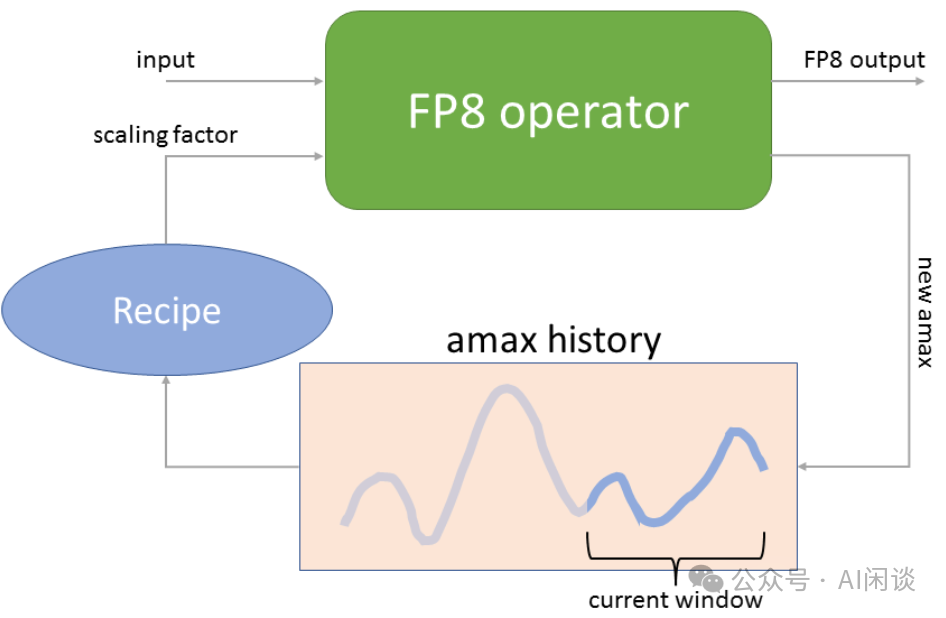 input
FP8 output
FP8 operator
scaling factor
new amax
Recipe
amax history
公众号 · AI闲谈
current window